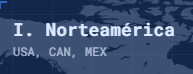 I. Norteamérica
USA, CAN, MEX